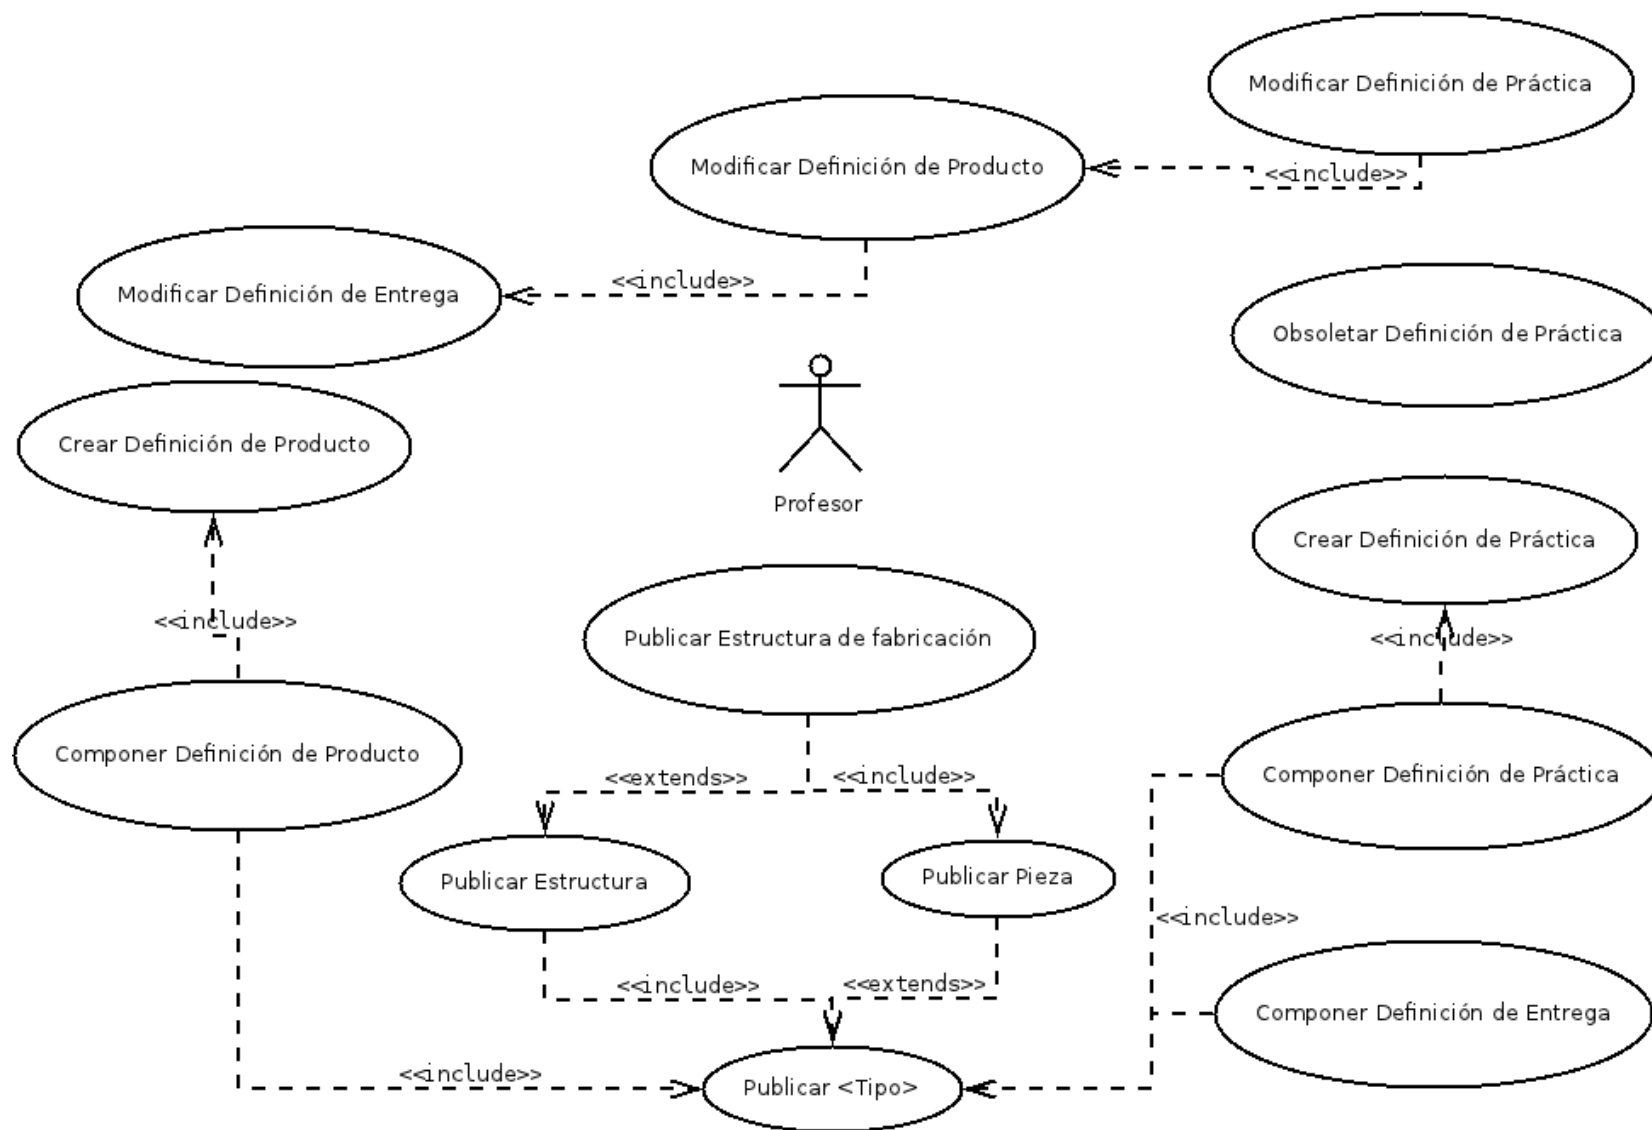 Modificar Definición de Práctica
Modificar Definición de Producto
<<include>>
<<include>>
Modificar Definición de Entrega
Obsoletar Definición de Práctica
Crear Definición de Producto
Profesor
Crear Definición de Práctica
<<include>>
Publicar Estructura de fabricación
<<include>>
Componer Definición de Producto
<<extends>>
<<include>>
Componer Definición de Práctica
Publicar Estructura
Publicar Pieza
<<include>>
<<include>>
<<extends>>
Componer Definición de Entrega
<<include>>
Publicar <Tipo>